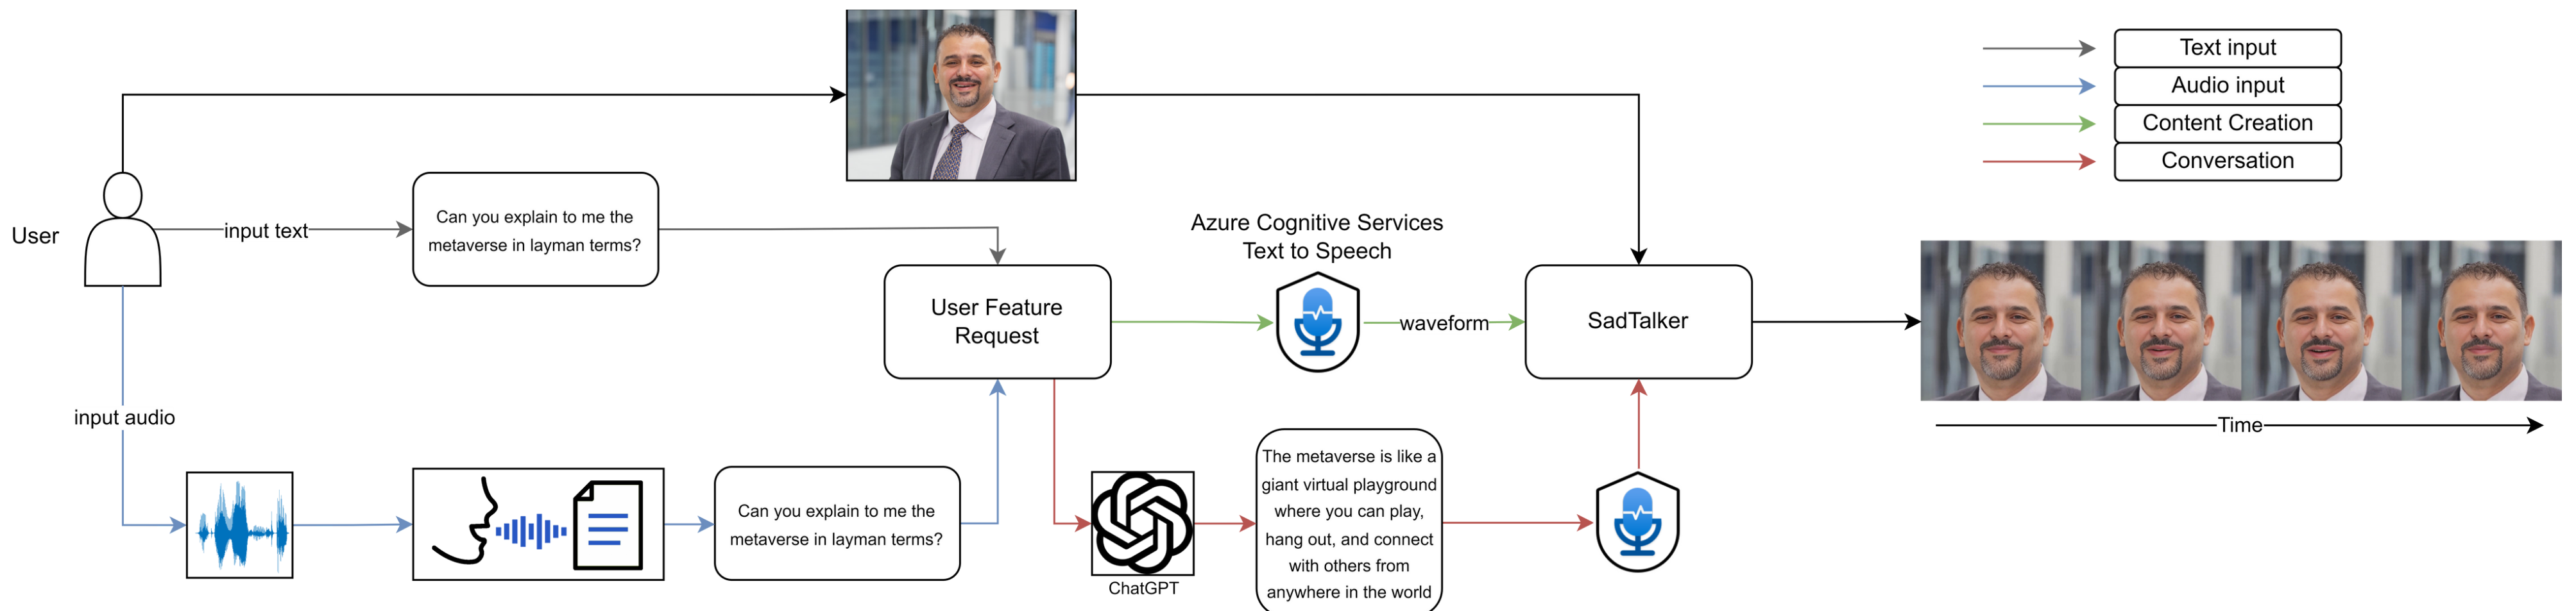 Text input
Audio input
Content Creation
Conversation
User
input text
Can you explain to me the
metaverse in layman terms?
Azure Cognitive Services
Text to Speech
User Feature
Request
waveform
SadTalker
Time
input audio
Can you explain to me the
metaverse in layman terms?
ChatGPT
The metaverse is like a
giant virtual playground
where you can play,
hang out, and connect
with others from
anywhere in the world